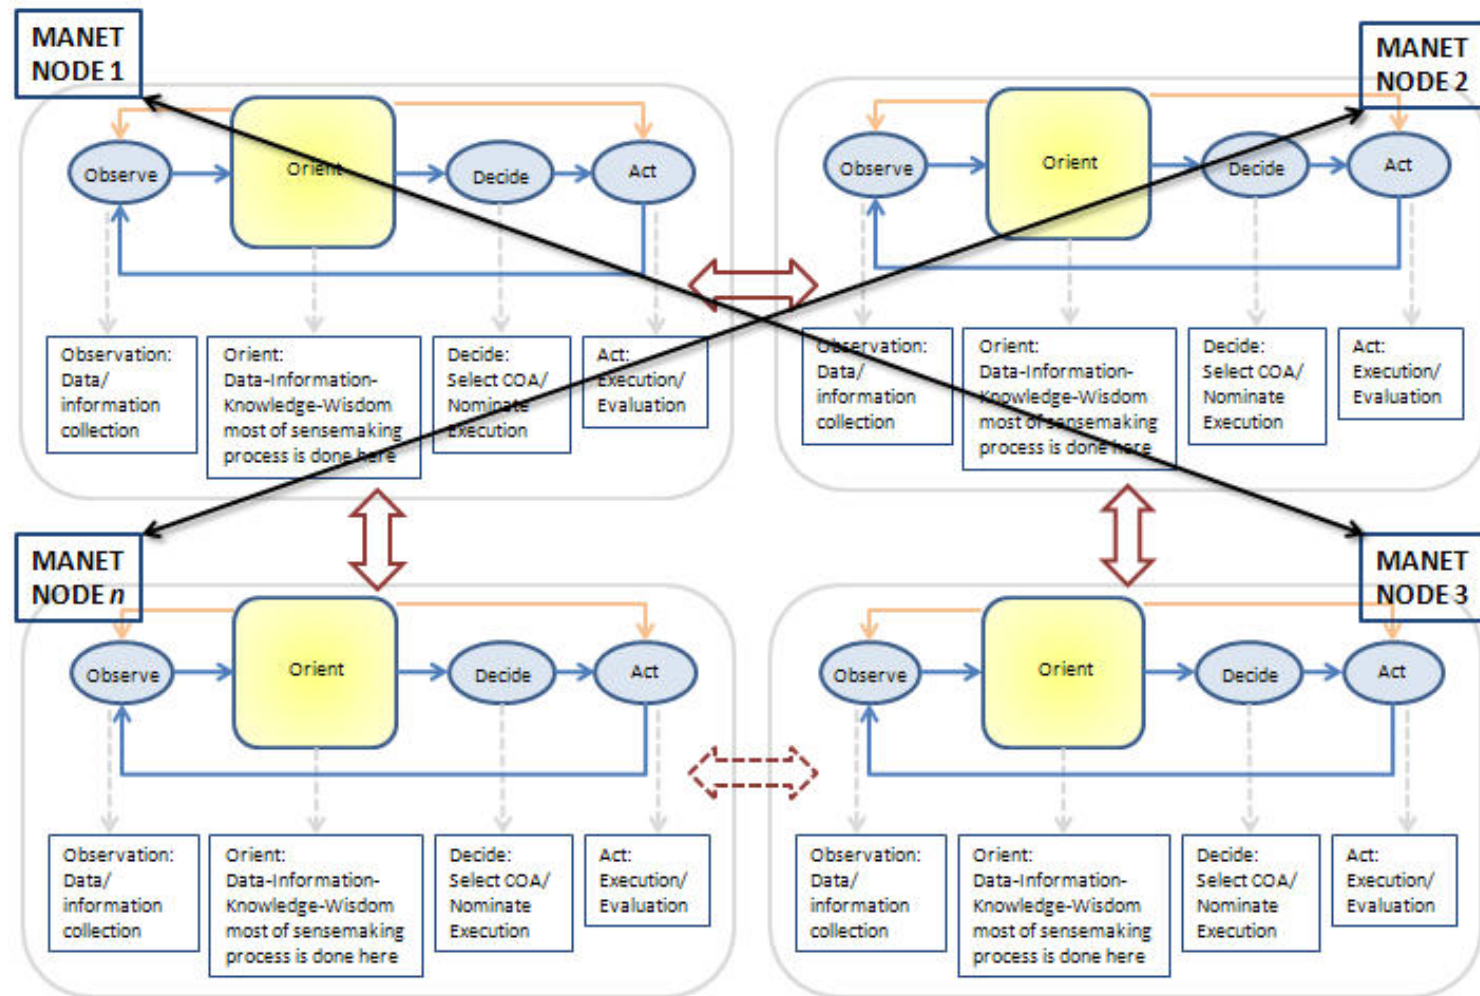 MANET
NODE 1
Observe
Orient
Decide
Act
Observation:
Data/
information
collection
Orient:
Data-Information-
Knowledge-Wisdom
most of sensemaking
process is done here
Decide:
Select COA/
Nominate
Execution
Act:
Execution/
Evaluation
MANET
NODE 2
Observe
Orient
Decide
Act
Observation:
Data/
information
collection
Orient:
Data-Information-
Knowledge-Wisdom
most of sensemaking
process is done here
Decide:
Select COA/
Nominate
Execution
Act:
Execution/
Evaluation
MANET
NODE n
Observe
Orient
Decide
Act
Observation:
Data/
information
collection
Orient:
Data-Information-
Knowledge-Wisdom
most of sensemaking
process is done here
Decide:
Select COA/
Nominate
Execution
Act:
Execution/
Evaluation
MANET
NODE 3
Observe
Orient
Decide
Act
Observation:
Data/
information
collection
Orient:
Data-Information-
Knowledge-Wisdom
most of sensemaking
process is done here
Decide:
Select COA/
Nominate
Execution
Act:
Execution/
Evaluation